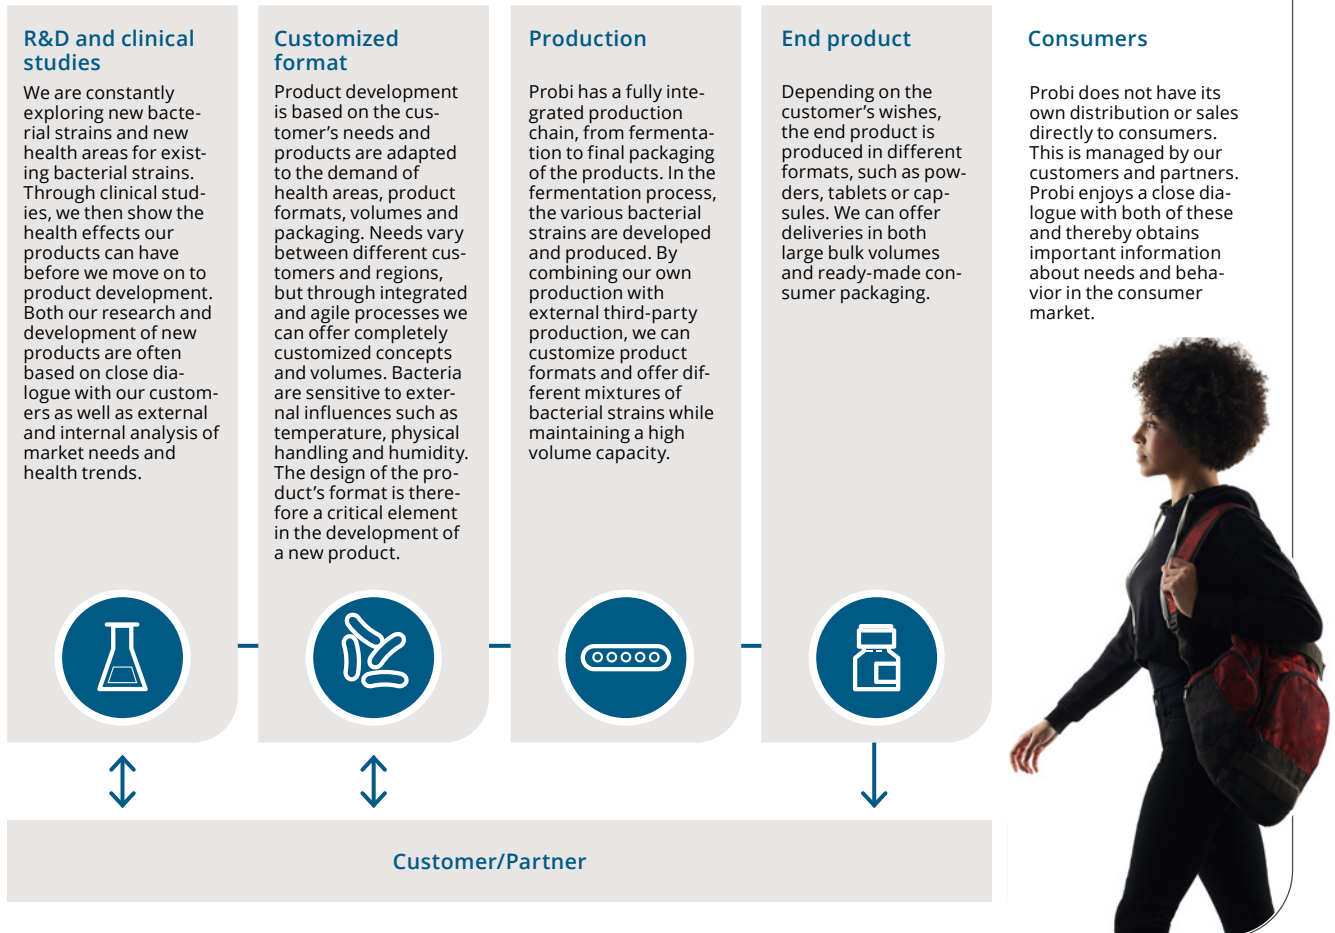 R&D and clinical
studies
We are constantly
exploring new bacte-
rial strains and new
health areas for exist-
ing bacterial strains.
Through clinical stud-
ies, we then show the
health effects our
products can have
before we move on to
product development.
Both our research and
development of new
products are often
based on close dia-
logue with our custom-
ers as well as external
and internal analysis of
market needs and
health trends.
Customized
format
Product development
is based on the cus-
tomer's needs and
products are adapted
to the demand of
health areas, product
formats, volumes and
packaging. Needs vary
between different cus-
tomers and regions,
but through integrated
and agile processes we
can offer completely
customized concepts
and volumes. Bacteria
are sensitive to exter-
nal influences such as
temperature, physical
handling and humidity.
The design of the pro-
duct's format is there-
fore a critical element
in the development of
a new product.
Production
Probi has a fully inte-
grated production
chain, from fermenta-
tion to final packaging
of the products. In the
fermentation process,
the various bacterial
strains are developed
and produced. By
combining our own
production with
external third-party
production, we can
customize product
formats and offer dif-
ferent mixtures of
bacterial strains while
maintaining a high
volume capacity.
End product
Depending on the
customer's wishes,
the end product is
produced in different
formats, such as pow-
ders, tablets or cap-
sules. We can offer
deliveries in both
large bulk volumes
and ready-made con-
sumer packaging.
Consumers
Probi does not have its
own distribution or sales
directly to consumers.
This is managed by our
customers and partners.
Probi enjoys a close dia-
logue with both of these
and thereby obtains
important information
about needs and beha-
vior in the consumer
market.
Customer/Partner